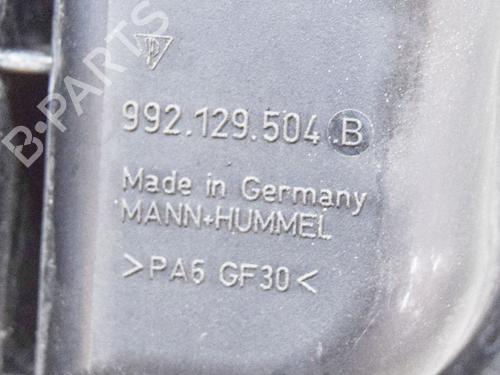 B-PARTS
992.129.504 B
Made in Germany
MANN+HUMMEL
>PA6 GF30<